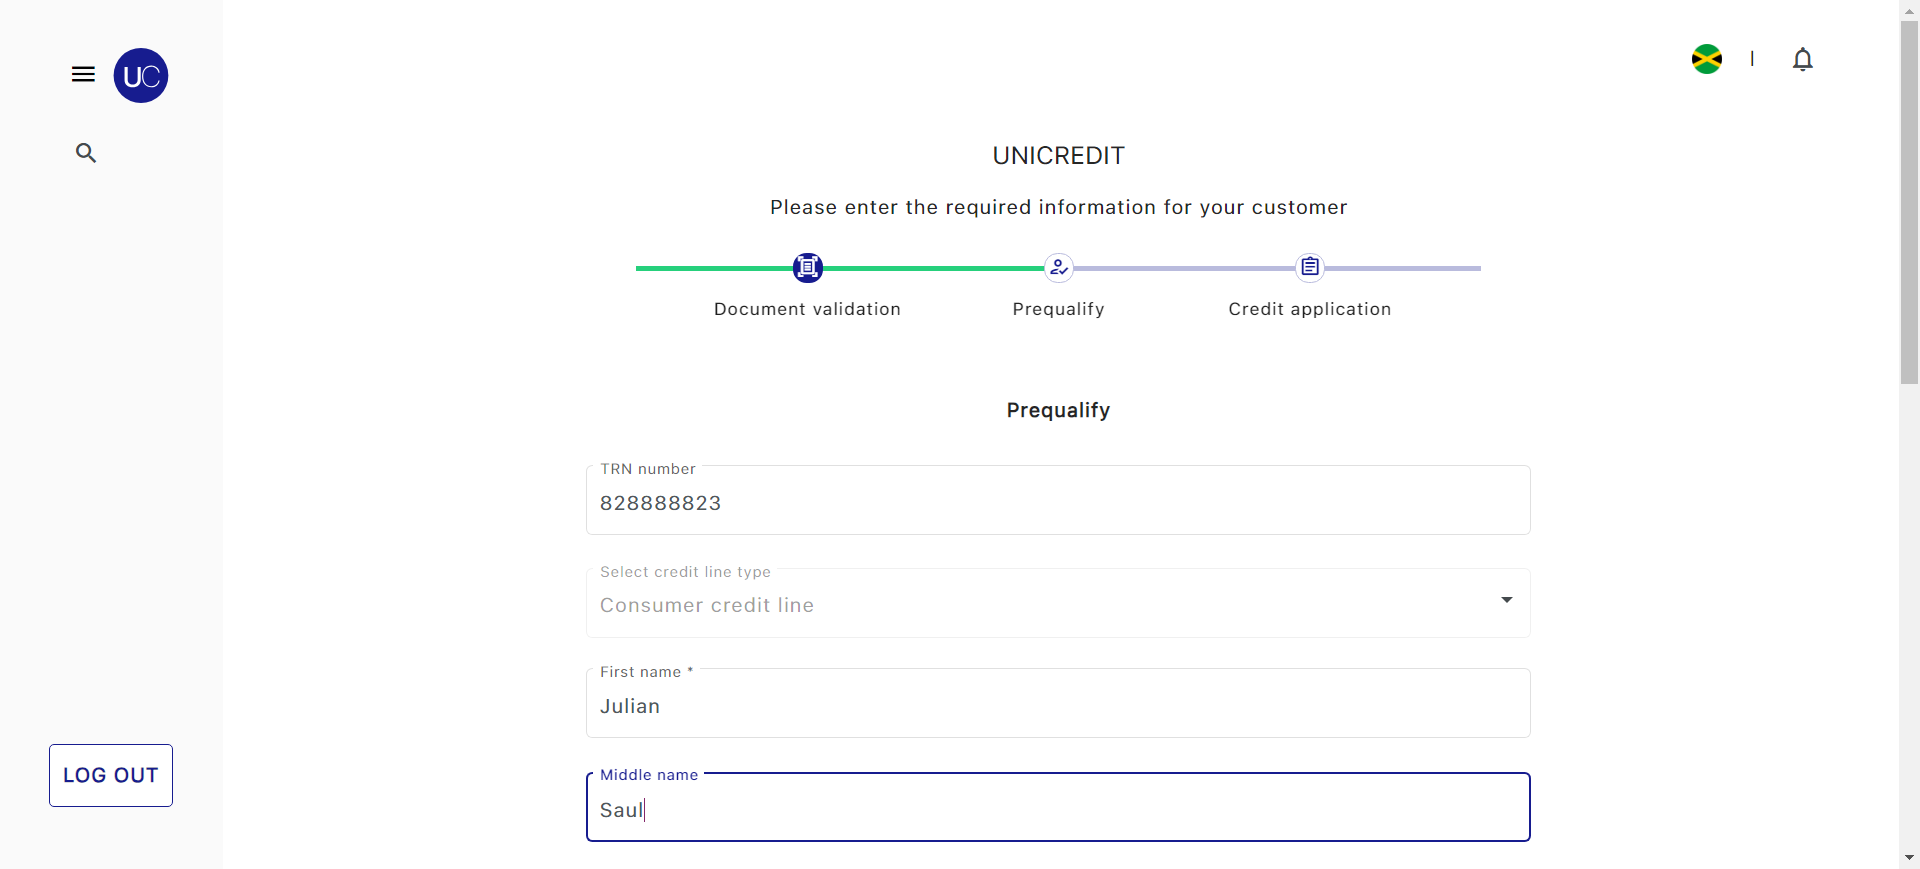 UC
UNICREDIT
Please enter the required information for your customer
Document validation
Prequalify
Credit application
Prequalify
TRN number
828888823
Select credit line type
Consumer credit line
First name *
Julian
Middle name
Saul
LOG OUT